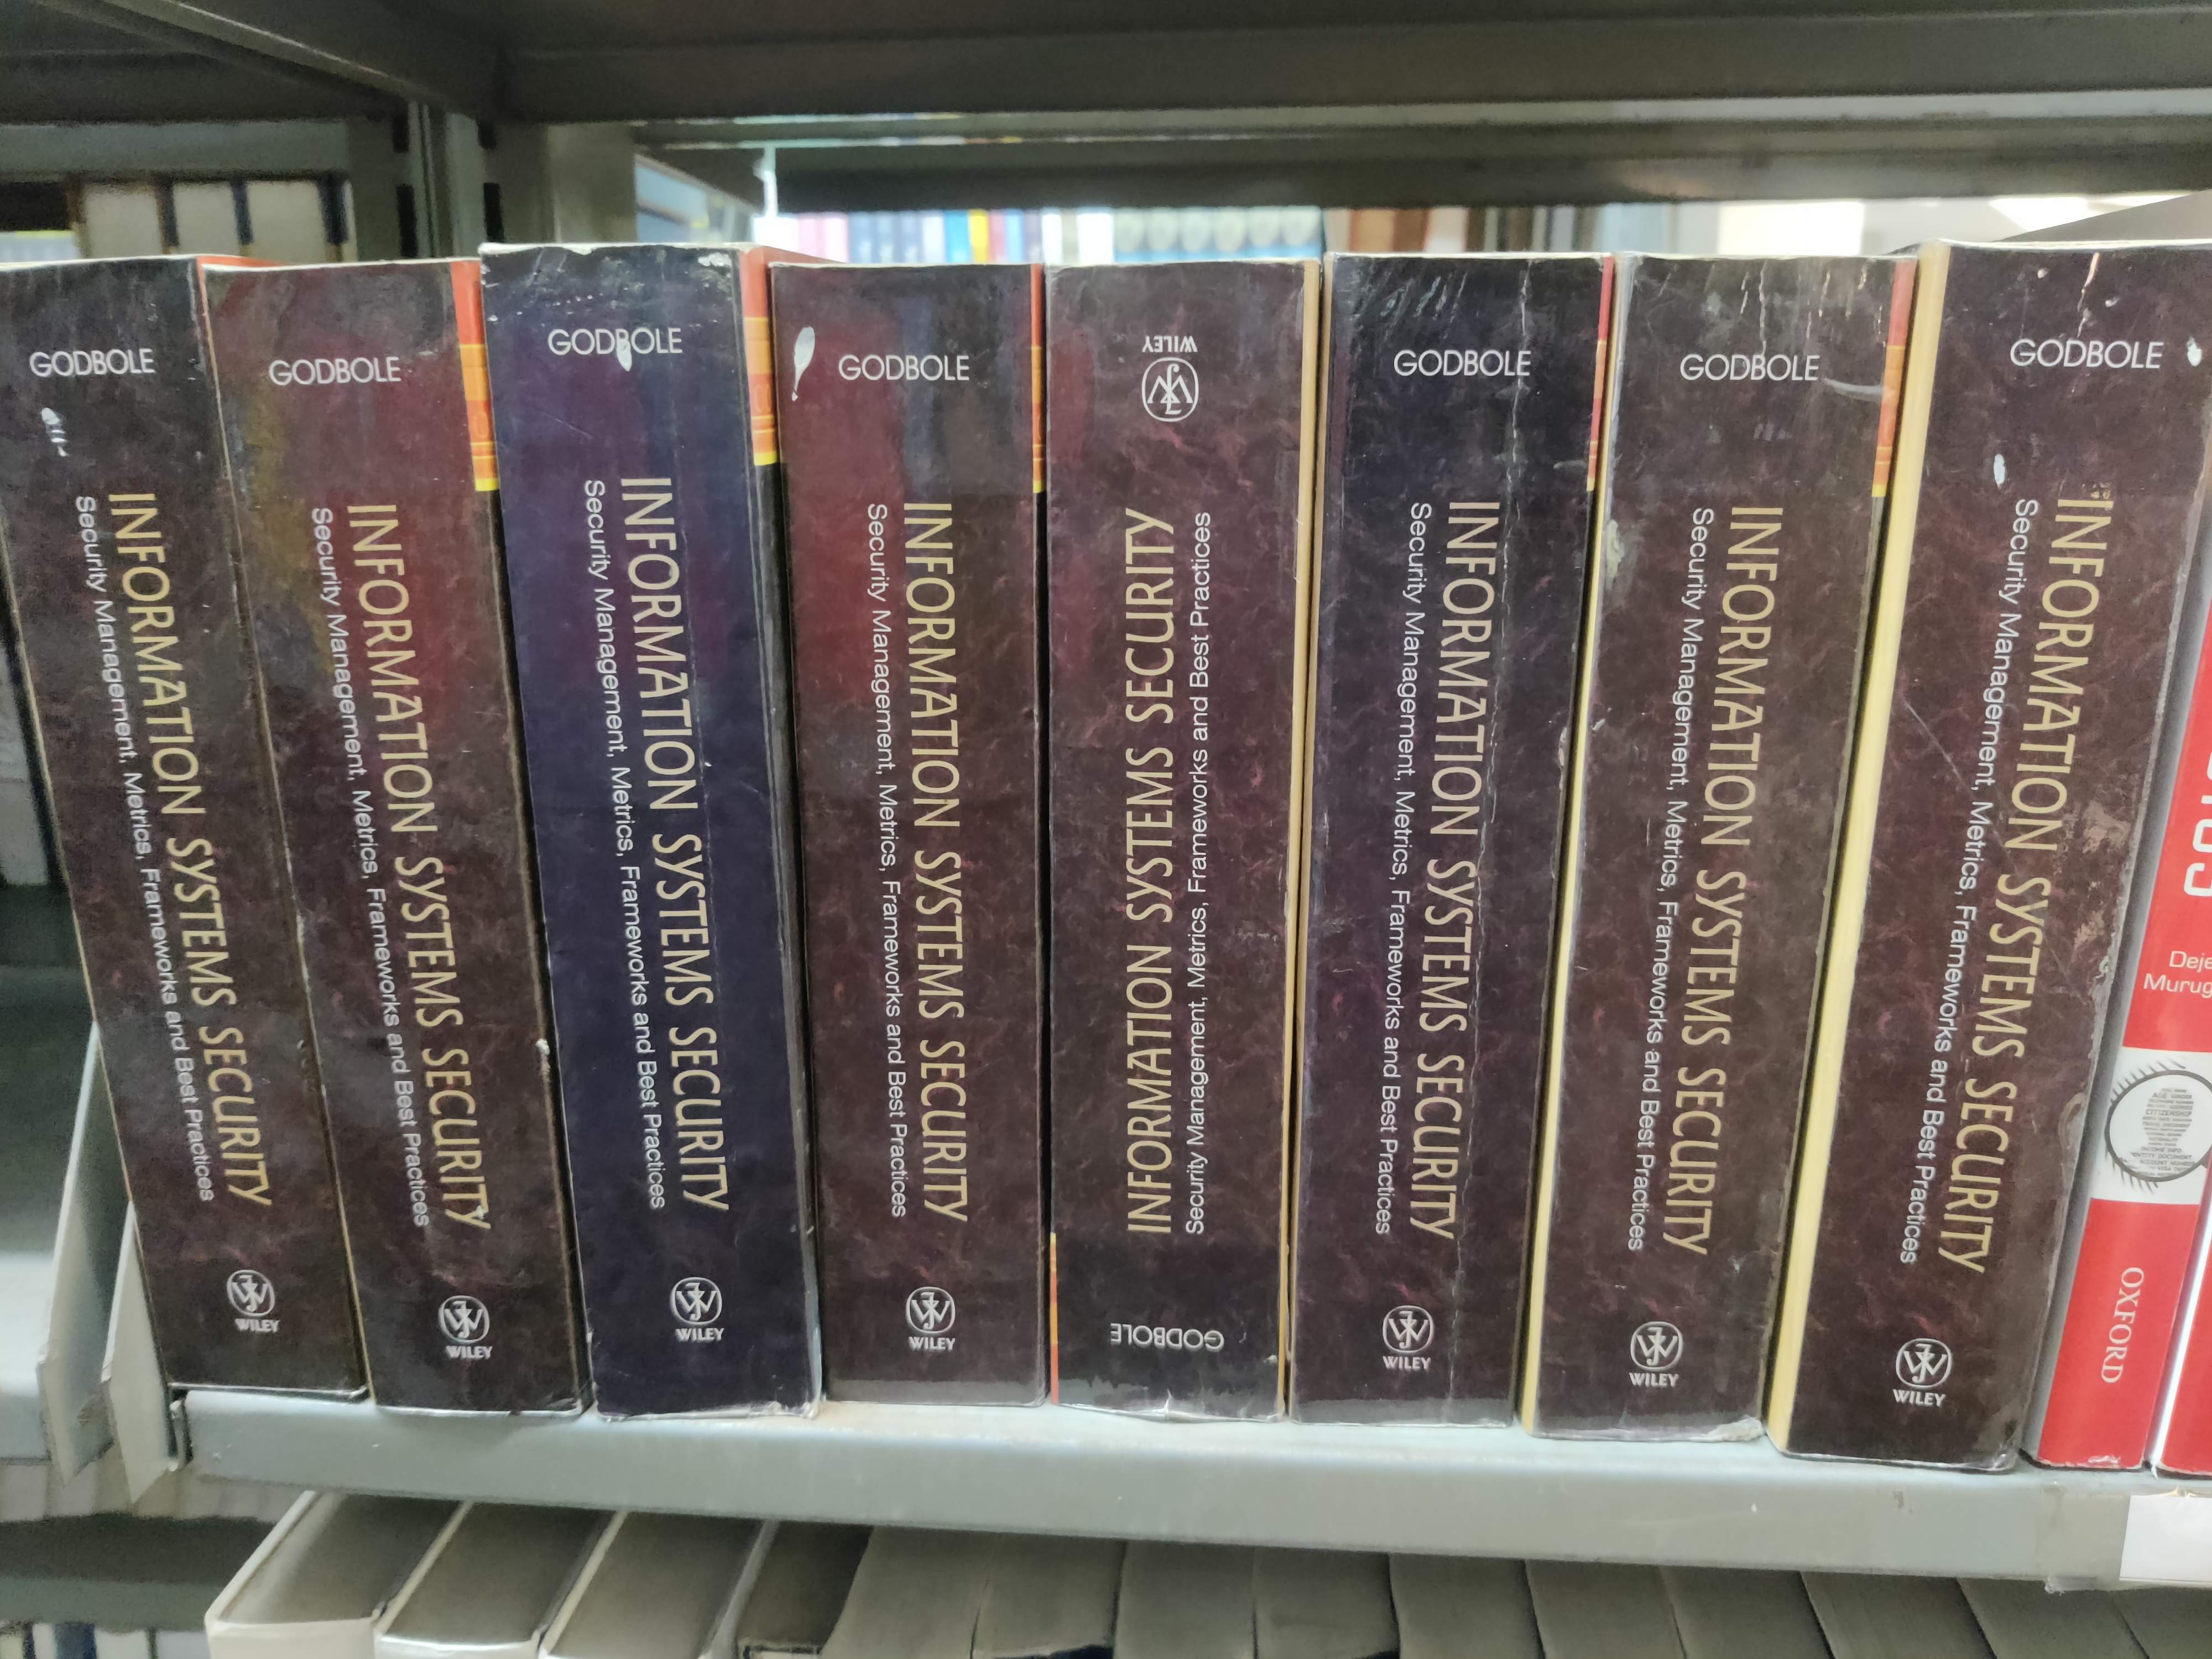 GODBOLE
INFORMATION SYSTEMS SECURITY
Security Management, Metrics, Frameworks and Best Practices
WILEY
GODBOLE
INFORMATION SYSTEMS SECURITY
Security Management, Metrics, Frameworks and Best Practices
WILEY
GODBOLE
INFORMATION SYSTEMS SECURITY
Security Management, Metrics, Frameworks and Best Practices
WILEY
GODBOLE
INFORMATION SYSTEMS SECURITY
Security Management, Metrics, Frameworks and Best Practices
WILEY
WILEY
INFORMATION SYSTEMS SECURITY
Security Management, Metrics, Frameworks and Best Practices
GODBOLE
GODBOLE
INFORMATION SYSTEMS SECURITY
Security Management, Metrics, Frameworks and Best Practices
WILEY
GODBOLE
INFORMATION SYSTEMS SECURITY
Security Management, Metrics, Frameworks and Best Practices
WILEY
GODBOLE
INFORMATION SYSTEMS SECURITY
Security Management, Metrics, Frameworks and Best Practices
WILEY
Deje
Murug
OXFORD